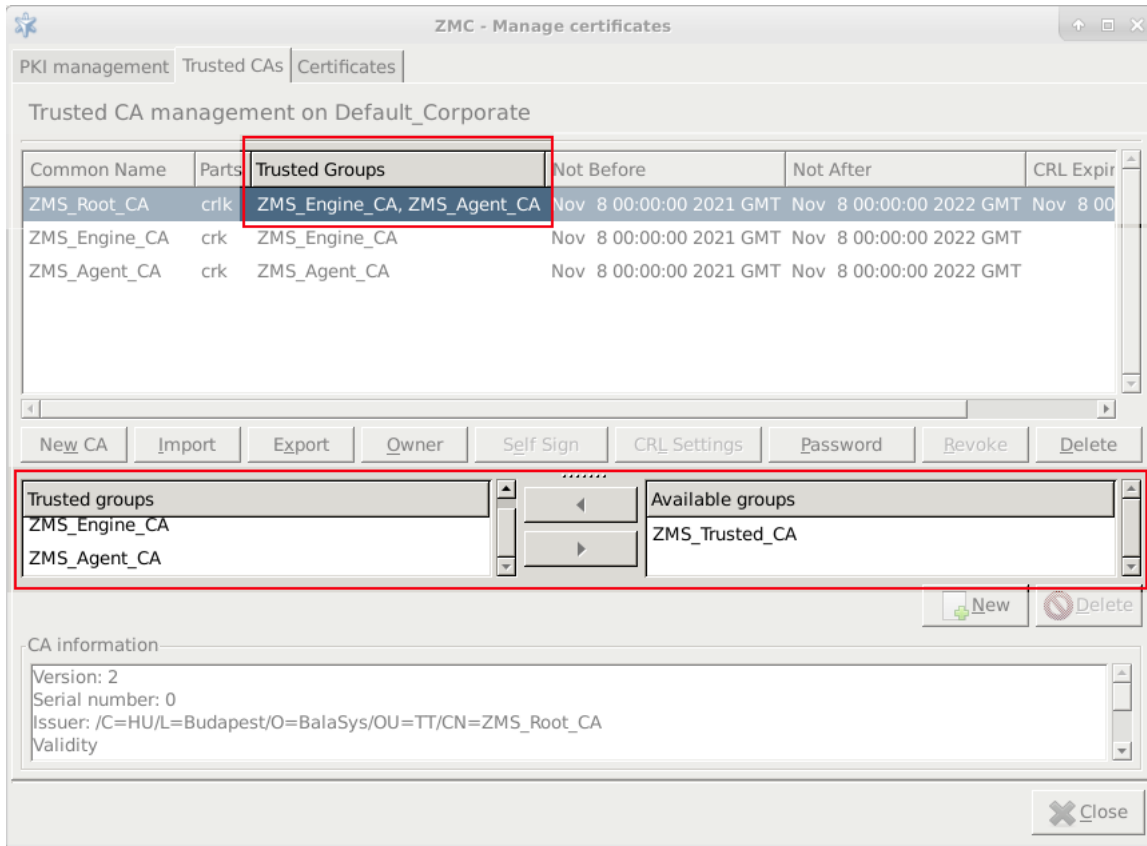 ZMC - Manage certificates
PKI management Trusted CAs Certificates
Trusted CA management on Default_Corporate
Common Name Parts Trusted Groups Not Before Not After CRL Expir
ZMS_Root_CA crlk ZMS_Engine_CA, ZMS_Agent_CA Nov 8 00:00:00 2021 GMT Nov 8 00:00:00 2022 GMT Nov 8 00
ZMS_Engine_CA crk ZMS_Engine_CA Nov 8 00:00:00 2021 GMT Nov 8 00:00:00 2022 GMT
ZMS_Agent_CA crk ZMS_Agent_CA Nov 8 00:00:00 2021 GMT Nov 8 00:00:00 2022 GMT
New CA Import Export Owner Self Sign CRL Settings Password Revoke Delete
Trusted groups Available groups
ZMS_Engine_CA ZMS_Trusted_CA
ZMS_Agent_CA
New Delete
CA information
Version: 2
Serial number: 0
Issuer: /C=HU/L=Budapest/O=BalaSys/OU=TT/CN=ZMS_Root_CA
Validity
Close